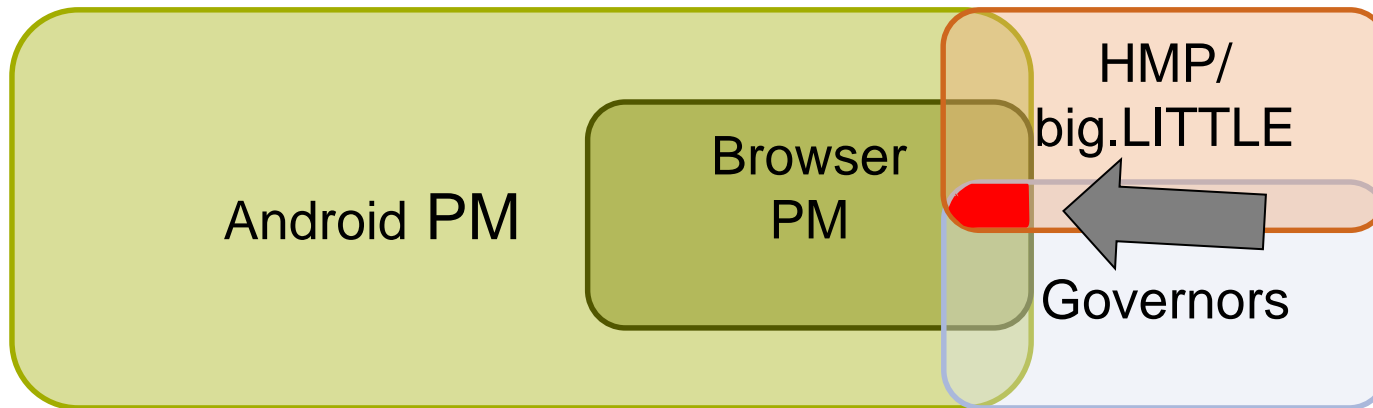 Android PM
Browser
PM
HMP/
big.LITTLE
Governors